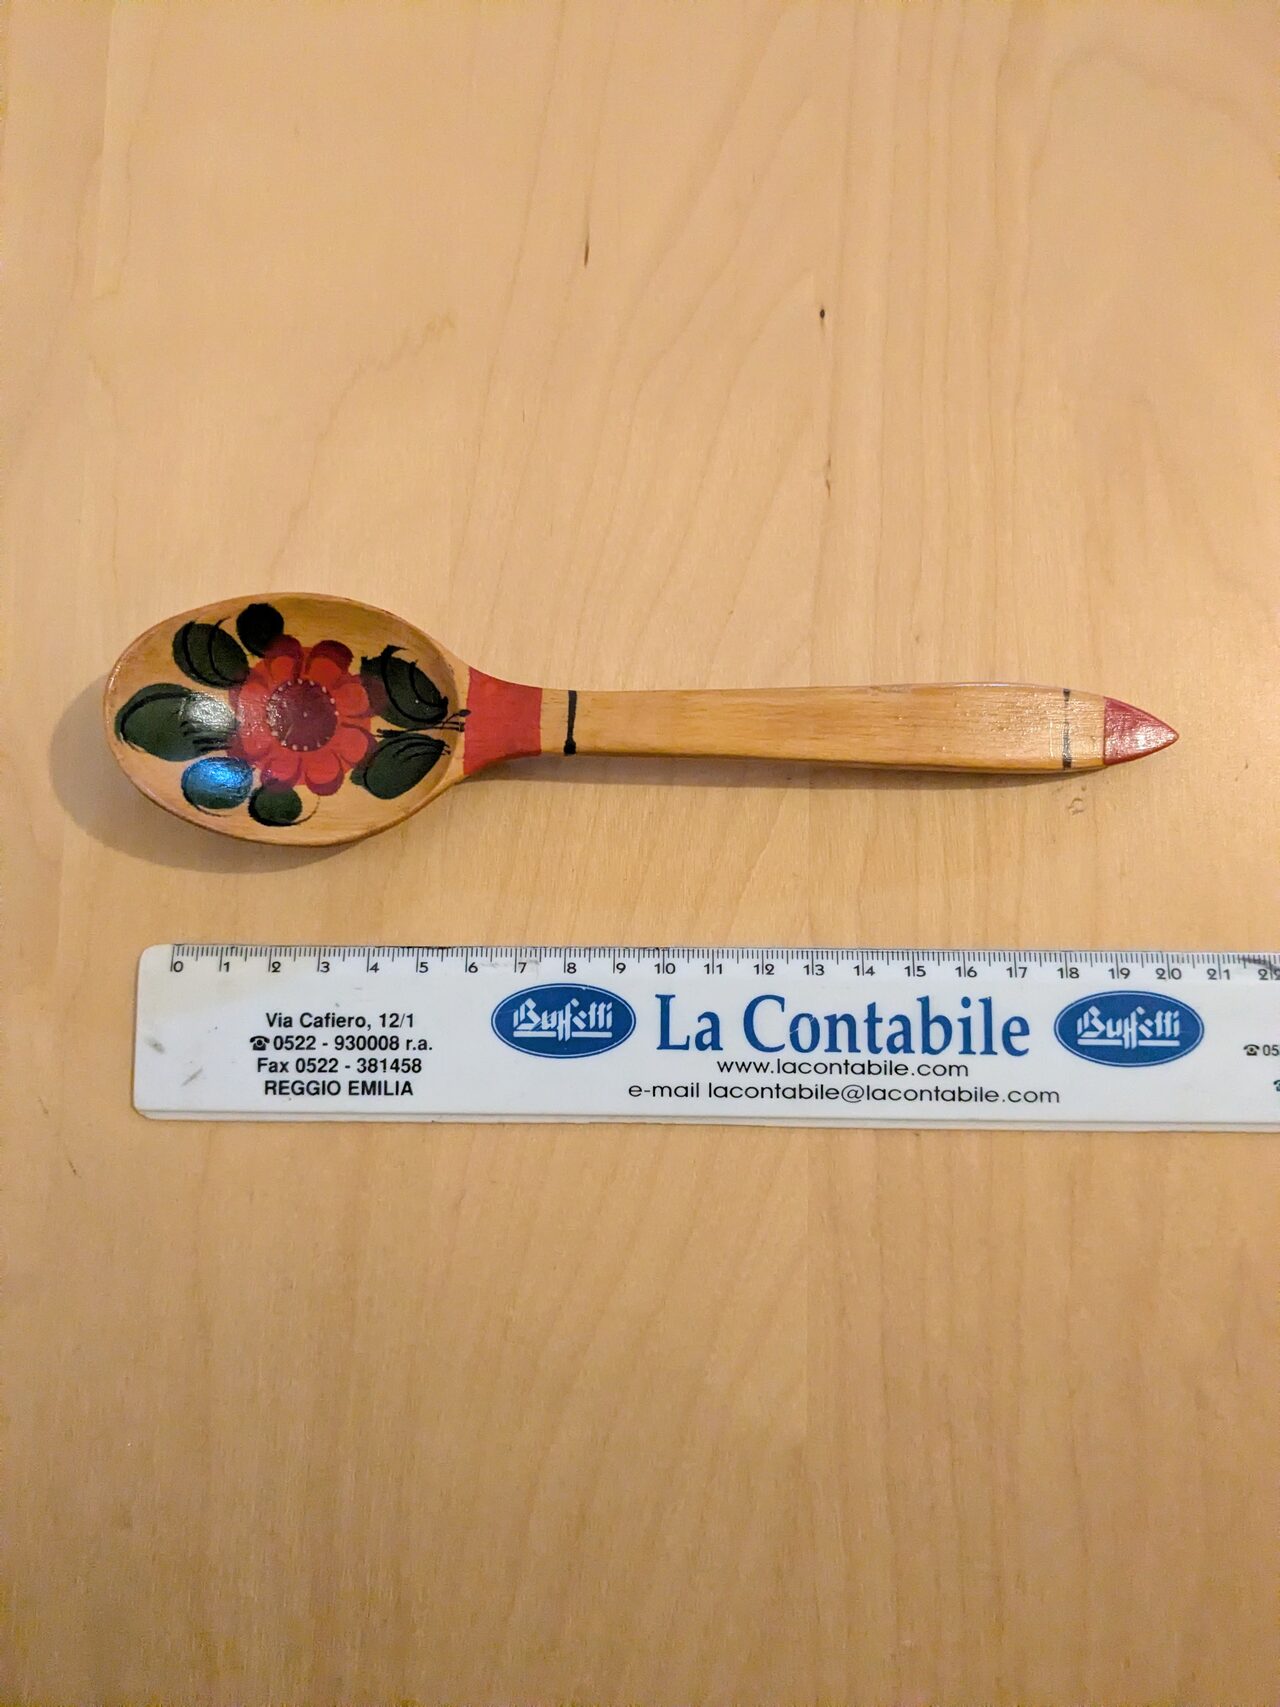 0 1 2 3 4 5 6 7 8 9 10 11 12 13 14 15 16 17 18 19 20 21 22
Buffetti La Contabile Buffetti
Via Cafiero, 12/1
☎ 0522 - 930008 r.a.
Fax 0522 - 381458
REGGIO EMILIA
www.lacontabile.com
e-mail lacontabile@lacontabile.com
☎ 05